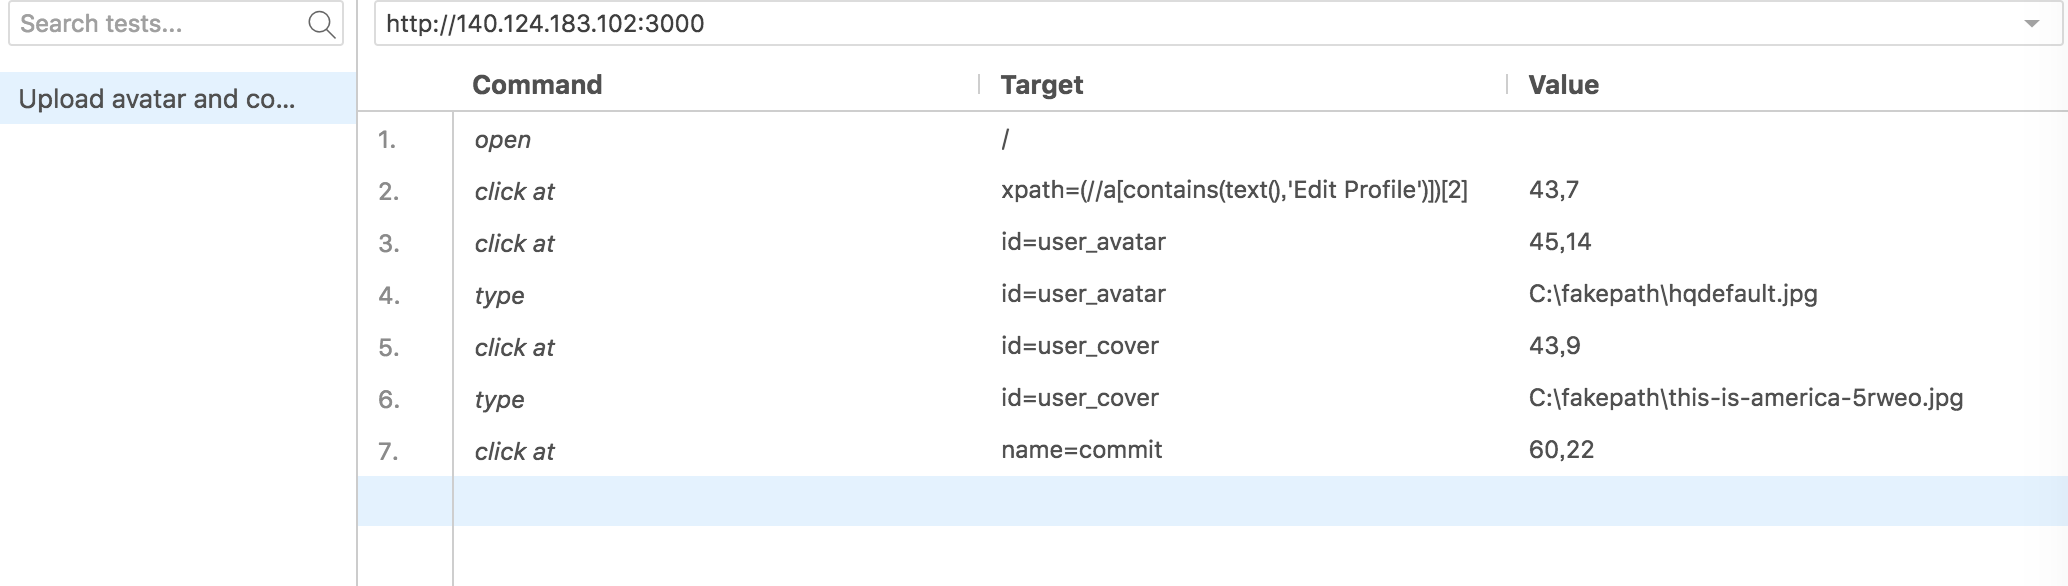 Search tests...
http://140.124.183.102:3000
Upload avatar and co...
Command Target Value
1. open /
2. click at xpath=(//a[contains(text(),'Edit Profile')])[2] 43,7
3. click at id=user_avatar 45,14
4. type id=user_avatar C:\fakepath\hqdefault.jpg
5. click at id=user_cover 43,9
6. type id=user_cover C:\fakepath\this-is-america-5rweo.jpg
7. click at name=commit 60,22